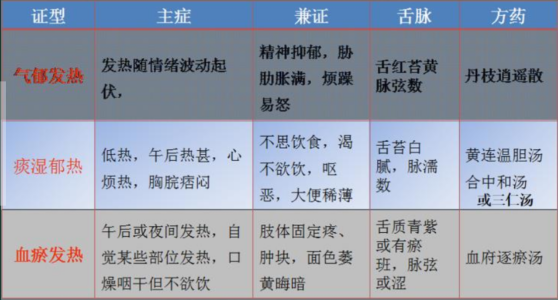 证型 主症 兼证 舌脉 方药
气郁发热
发热随情绪波动起
伏，
精神抑郁，胁
肋胀满，烦躁
易怒
舌红苔黄
脉弦数
丹枝逍遥散
痰湿郁热
低热，午后热甚，心
烦热，胸脘痞闷
不思饮食，渴
不欲饮，呕
恶，大便稀薄
舌苔白
腻，脉濡
数
黄连温胆汤
合中和汤
或三仁汤
血瘀发热
午后或夜间发热，自
觉某些部位发热，口
燥咽干但不欲饮
肢体固定疼、
肿块，面色萎
黄晦暗
舌质青紫
或有瘀
班，脉弦
或涩
血府逐瘀汤